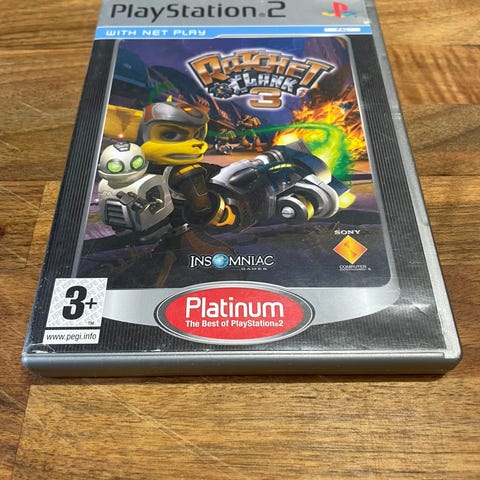 PlayStation®2
WITH NET PLAY
PAL
RATCHET
& CLANK
3
INSOMNIAC
GAMES
SONY
COMPUTER
ENTERTAINMENT®
3+
TM
www.pegi.info
Platinum
The Best of PlayStation®2